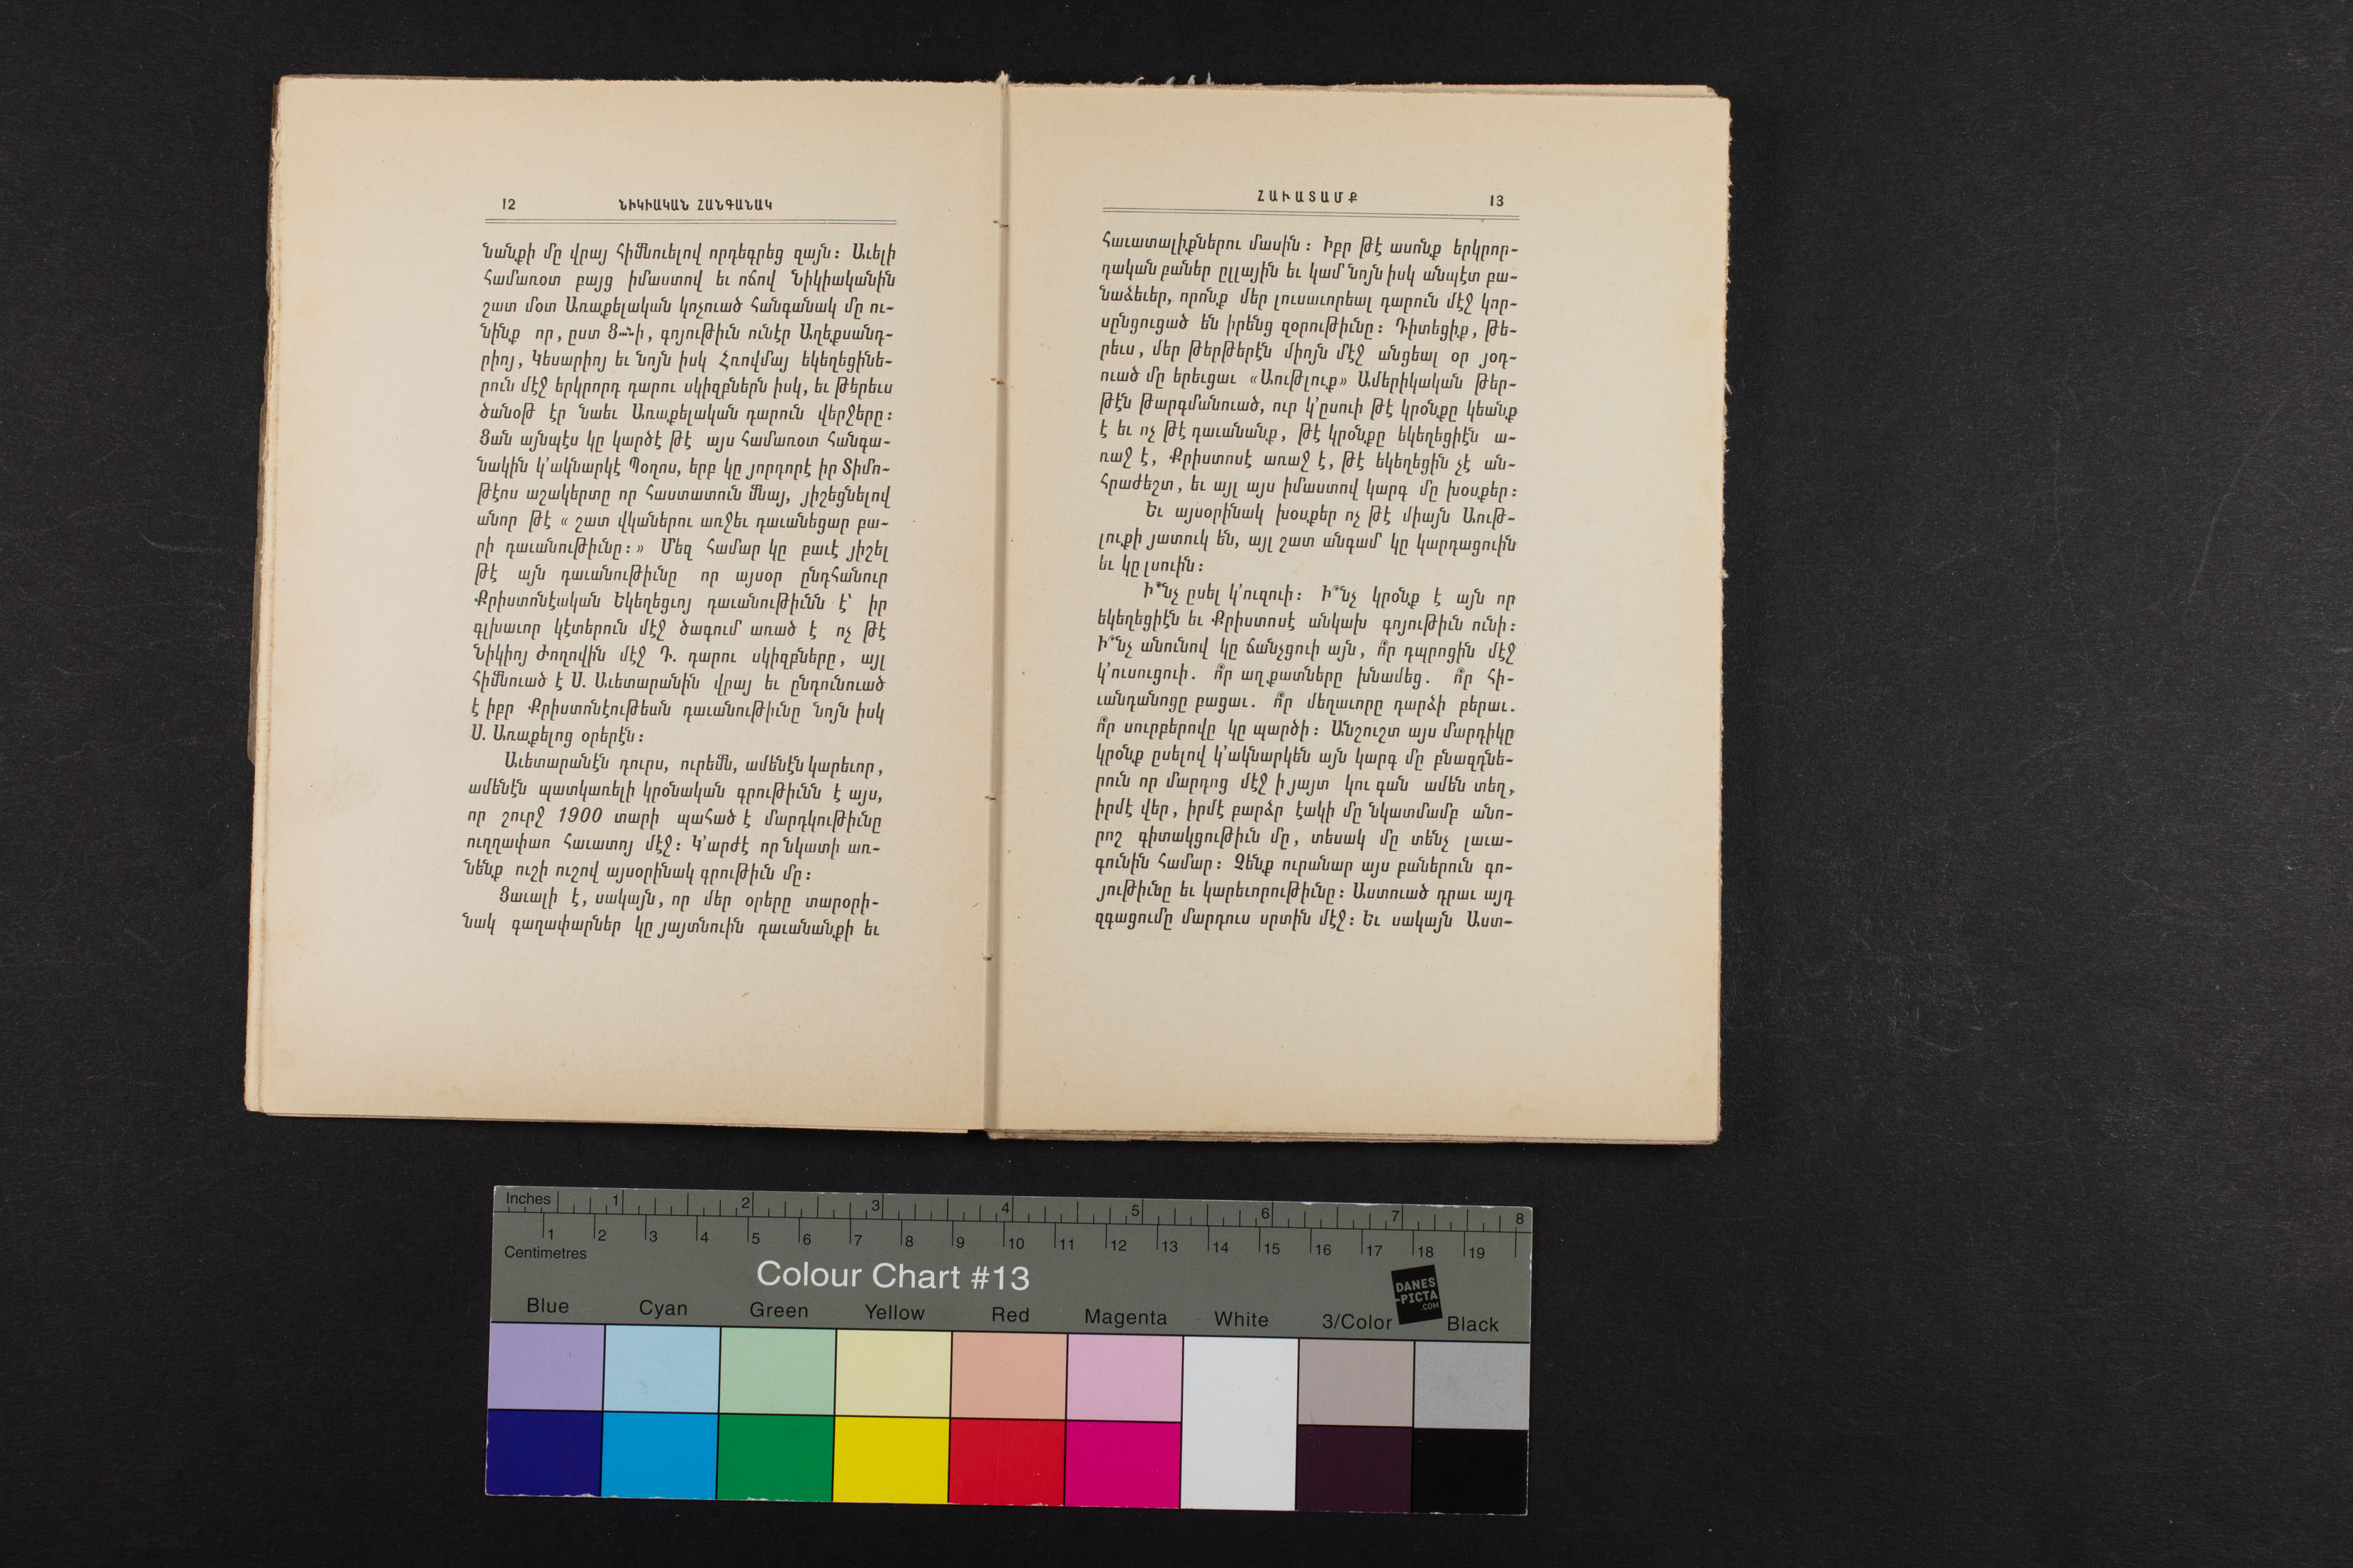 12 ՆԻԿԻԱԿԱՆ ՀԱՆԳԱՆԱԿ
նանքի մը վրայ հիմնուելով որդեգրեց զայն։ Աւելի
համառօտ բայց իմաստով եւ ոճով Նիկիականին
շատ մօտ Առաքելական կոչուած հանգանակ մը ու-
նինք որ, ըստ Ցանի, գոյութիւն ունէր Աղեքսանդ-
րիոյ, Կեսարիոյ եւ նոյն իսկ Հռովմայ եկեղեցինե-
րուն մէջ երկրորդ դարու սկիզբներն իսկ, եւ թերեւս
ծանօթ էր նաեւ Առաքելական դարուն վերջերը։
Ցան այնպէս կը կարծէ թէ այս համառօտ հանգա-
նակին կ՚ակնարկէ Պօղոս, երբ կը յորդորէ իր Տիմո-
թէոս աշակերտը որ հաստատուն մնայ, յիշեցնելով
անոր թէ « շատ վկաներու առջեւ դաւանեցար բա-
րի դաւանութիւնը։» Մեզ համար կը բաւէ յիշել
թէ այն դաւանութիւնը որ այսօր ընդհանուր
Քրիստոնէական Եկեղեցւոյ դաւանութիւնն է՝ իր
գլխաւոր կէտերուն մէջ ծագում առած է ոչ թէ
Նիկիոյ Ժողովին մէջ Դ. դարու սկիզբները, այլ
հիմնուած է Ս. Աւետարանին վրայ եւ ընդունուած
է իբր Քրիստոնէութեան դաւանութիւնը նոյն իսկ
Ս. Առաքելոց օրերէն։
Աւետարանէն դուրս, ուրեմն, ամենէն կարեւոր,
ամենէն պատկառելի կրօնական գրութիւնն է այս,
որ շուրջ 1900 տարի պահած է մարդկութիւնը
ուղղափառ հաւատոյ մէջ։ Կ՚արժէ որ նկատի առ-
նենք ուշի ուշով այսօրինակ գրութիւն մը։
Ցաւալի է, սակայն, որ մեր օրերը տարօրի-
նակ գաղափարներ կը յայտնուին դաւանանքի եւ
ՀԱՒԱՏԱՄՔ 13
հաւատալիքներու մասին։ Իբր թէ ասոնք երկրոր-
դական բաներ ըլլային եւ կամ նոյն իսկ անպէտ բա-
նաձեւեր, որոնք մեր լուսաւորեալ դարուն մէջ կոր-
սընցուցած են իրենց զօրութիւնը։ Դիտեցիք, թե-
րեւս, մեր թերթերէն միոյն մէջ անցեալ օր յօդ-
ուած մը երեւցաւ «Աութլուք» Ամերիկական թեր-
թէն թարգմանուած, ուր կ՚ըսուի թէ կրօնքը կեանք
է եւ ոչ թէ դաւանանք, թէ կրօնքը եկեղեցիէն ա-
ռաջ է, Քրիստոսէ առաջ է, թէ եկեղեցին չէ ան-
հրաժեշտ, եւ այլ այս իմաստով կարգ մը խօսքեր։
Եւ այսօրինակ խօսքեր ոչ թէ միայն Աութ-
լուքի յատուկ են, այլ շատ անգամ կը կարդացուին
եւ կը լսուին։
Ի՞նչ ըսել կ՚ուզուի։ Ի՞նչ կրօնք է այն որ
եկեղեցիէն եւ Քրիստոսէ անկախ գոյութիւն ունի։
Ի՞նչ անունով կը ճանչցուի այն, ո՞ր դպրոցին մէջ
կ՚ուսուցուի. ո՞ր աղքատները խնամեց. ո՞ր հի-
ւանդանոցը բացաւ. ո՞ր մեղաւորը դարձի բերաւ.
ո՞ր սուրբերովը կը պարծի։ Անշուշտ այս մարդիկը
կրօնք ըսելով կ՚ակնարկեն այն կարգ մը բնազդնե-
րուն որ մարդոց մէջ ի յայտ կու գան ամեն տեղ,
իրմէ վեր, իրմէ բարձր էակի մը նկատմամբ անո-
րոշ գիտակցութիւն մը, տեսակ մը տենչ լաւա-
գունին համար։ Չենք ուրանար այս բաներուն գո-
յութիւնը եւ կարեւորութիւնը։ Աստուած դրաւ այդ
զգացումը մարդուս սրտին մէջ։ Եւ սակայն Աստ-
Inches 1 2 3 4 5 6 7 8
1 2 3 4 5 6 7 8 9 10 11 12 13 14 15 16 17 18 19
Centimetres
Colour Chart #13
DANES
-PICTA
.COM
Blue Cyan Green Yellow Red Magenta White 3/Color Black